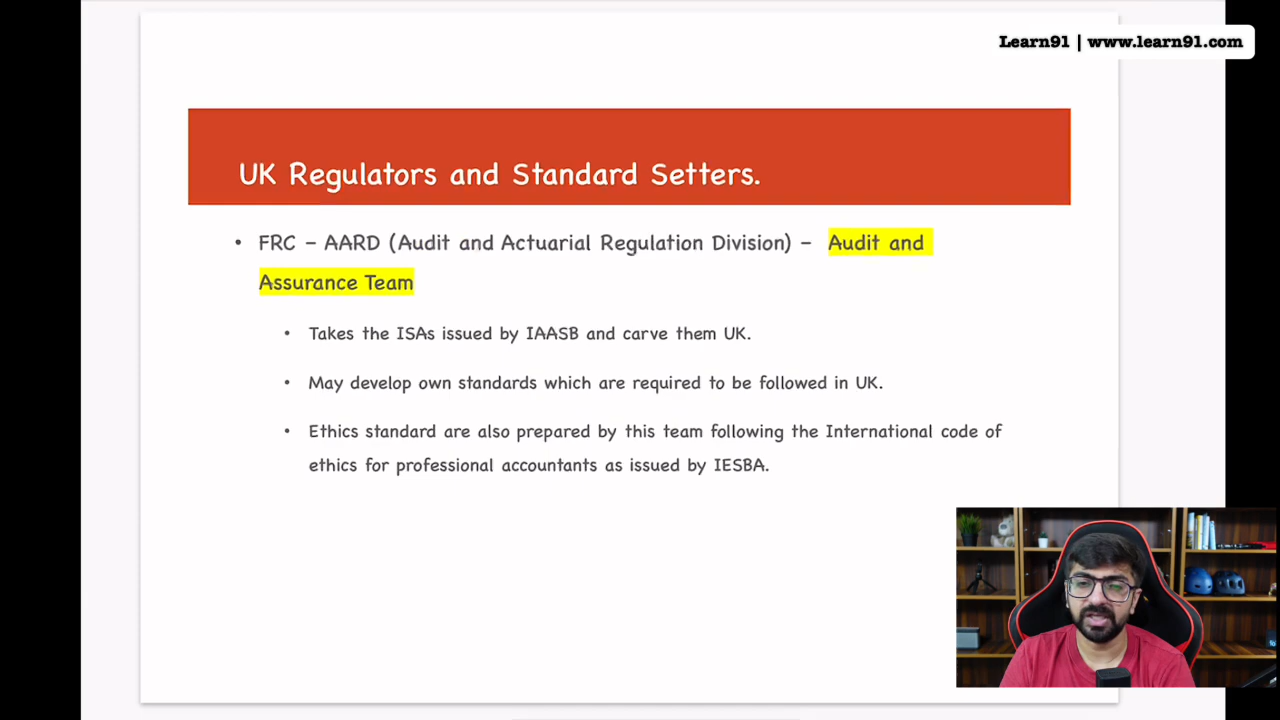 Learn91 | www.learn91.com
UK Regulators and Standard Setters.
• FRC – AARD (Audit and Actuarial Regulation Division) – Audit and
Assurance Team
• Takes the ISAs issued by IAASB and carve them UK.
• May develop own standards which are required to be followed in UK.
• Ethics standard are also prepared by this team following the International code of
ethics for professional accountants as issued by IESBA.